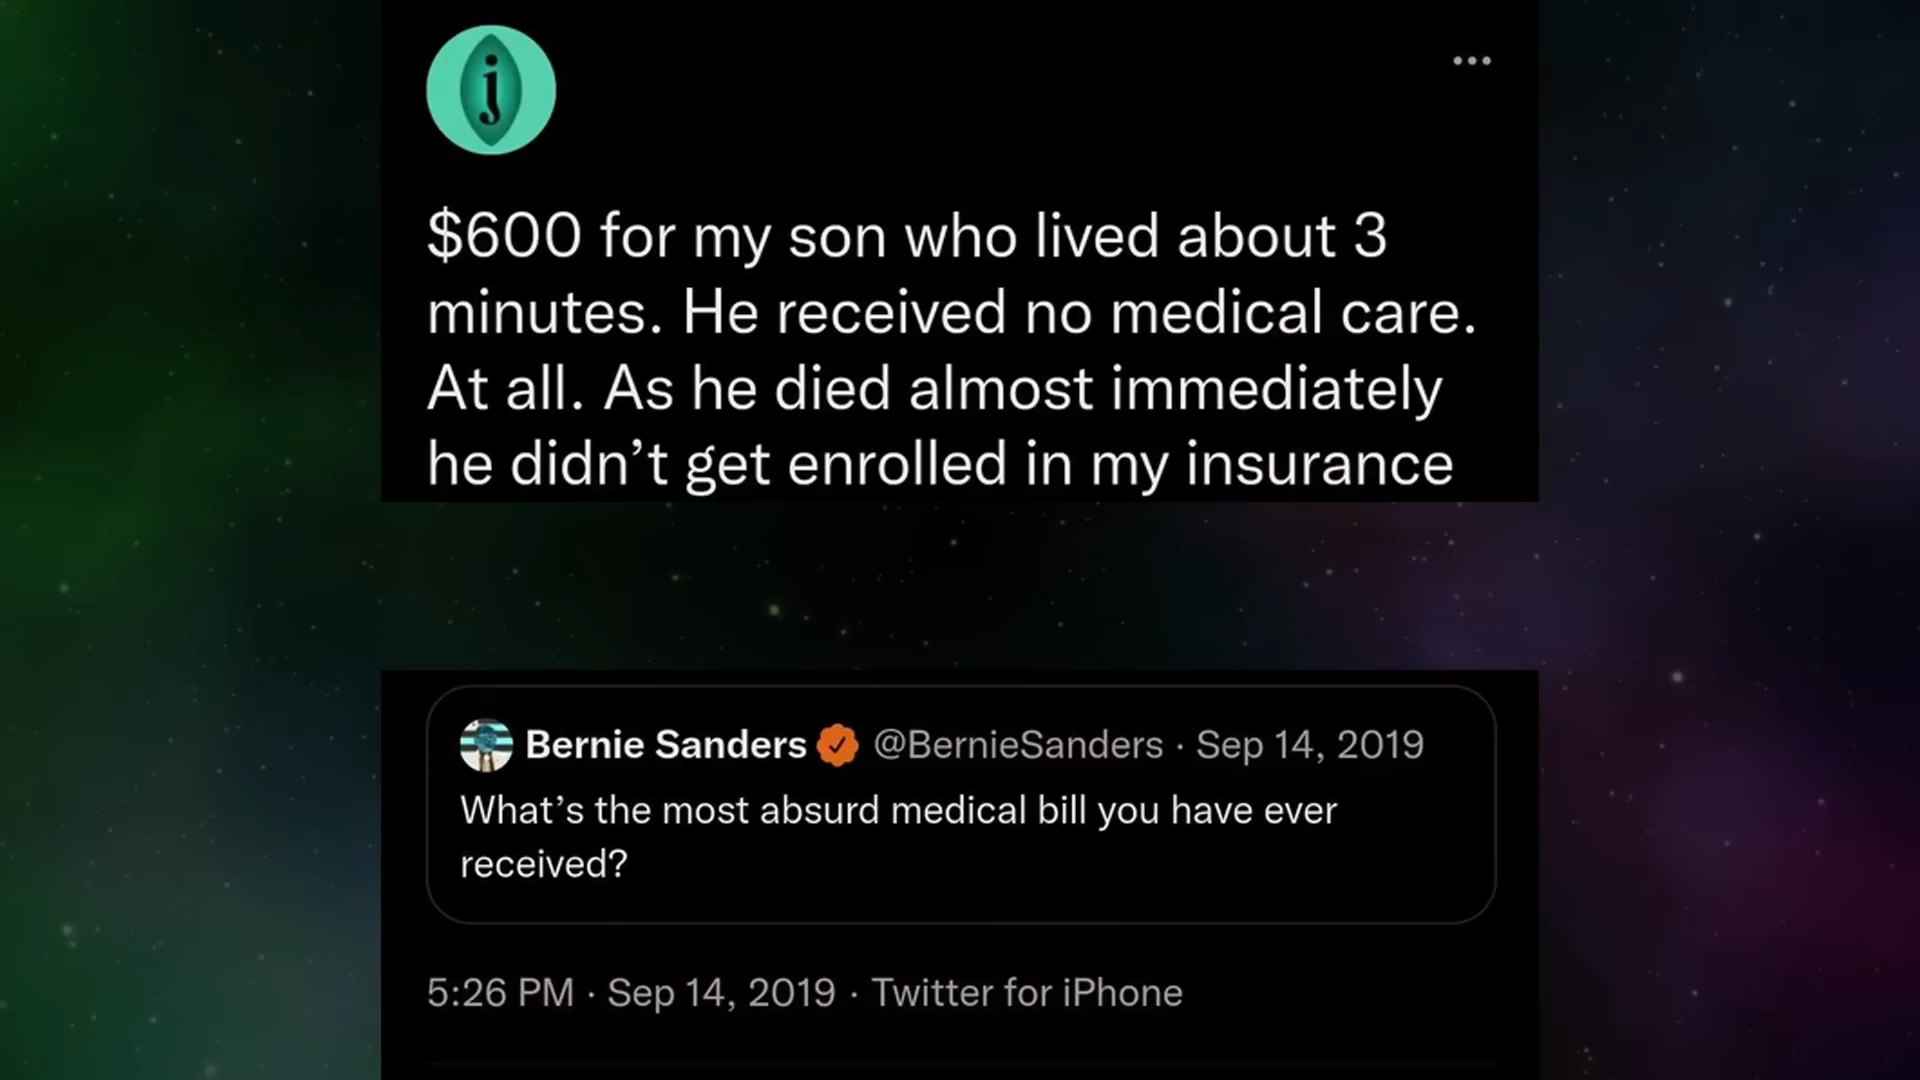 j
$600 for my son who lived about 3
minutes. He received no medical care.
At all. As he died almost immediately
he didn’t get enrolled in my insurance
Bernie Sanders @BernieSanders · Sep 14, 2019
What’s the most absurd medical bill you have ever
received?
5:26 PM · Sep 14, 2019 · Twitter for iPhone